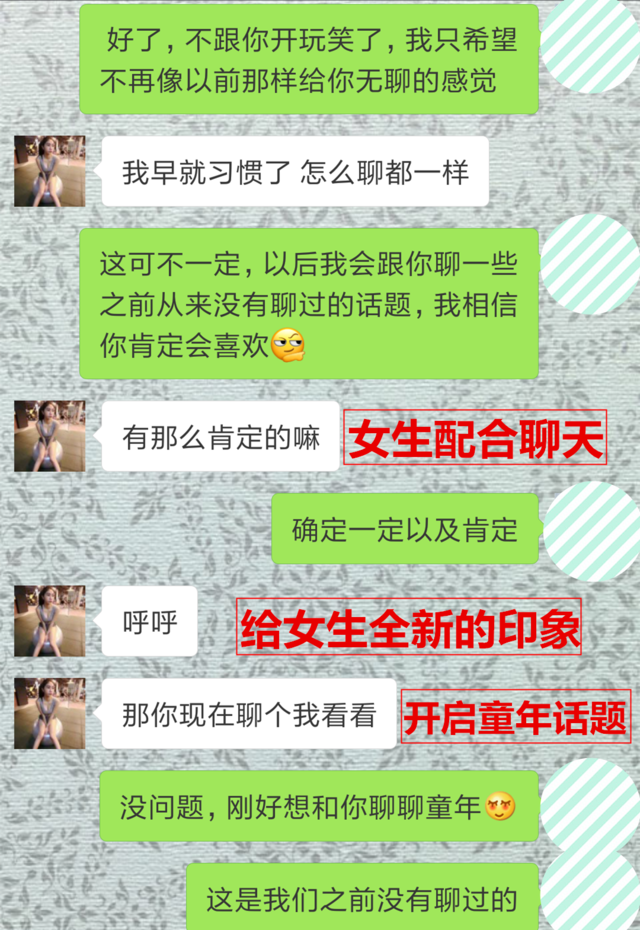 好了，不跟你开玩笑了，我只希望
不再像以前那样给你无聊的感觉
我早就习惯了 怎么聊都一样
这可不一定，以后我会跟你聊一些
之前从来没有聊过的话题，我相信
你肯定会喜欢
有那么肯定的嘛
女生配合聊天
确定一定以及肯定
呼呼
给女生全新的印象
那你现在聊个我看看
开启童年话题
没问题，刚好想和你聊聊童年
这是我们之前没有聊过的